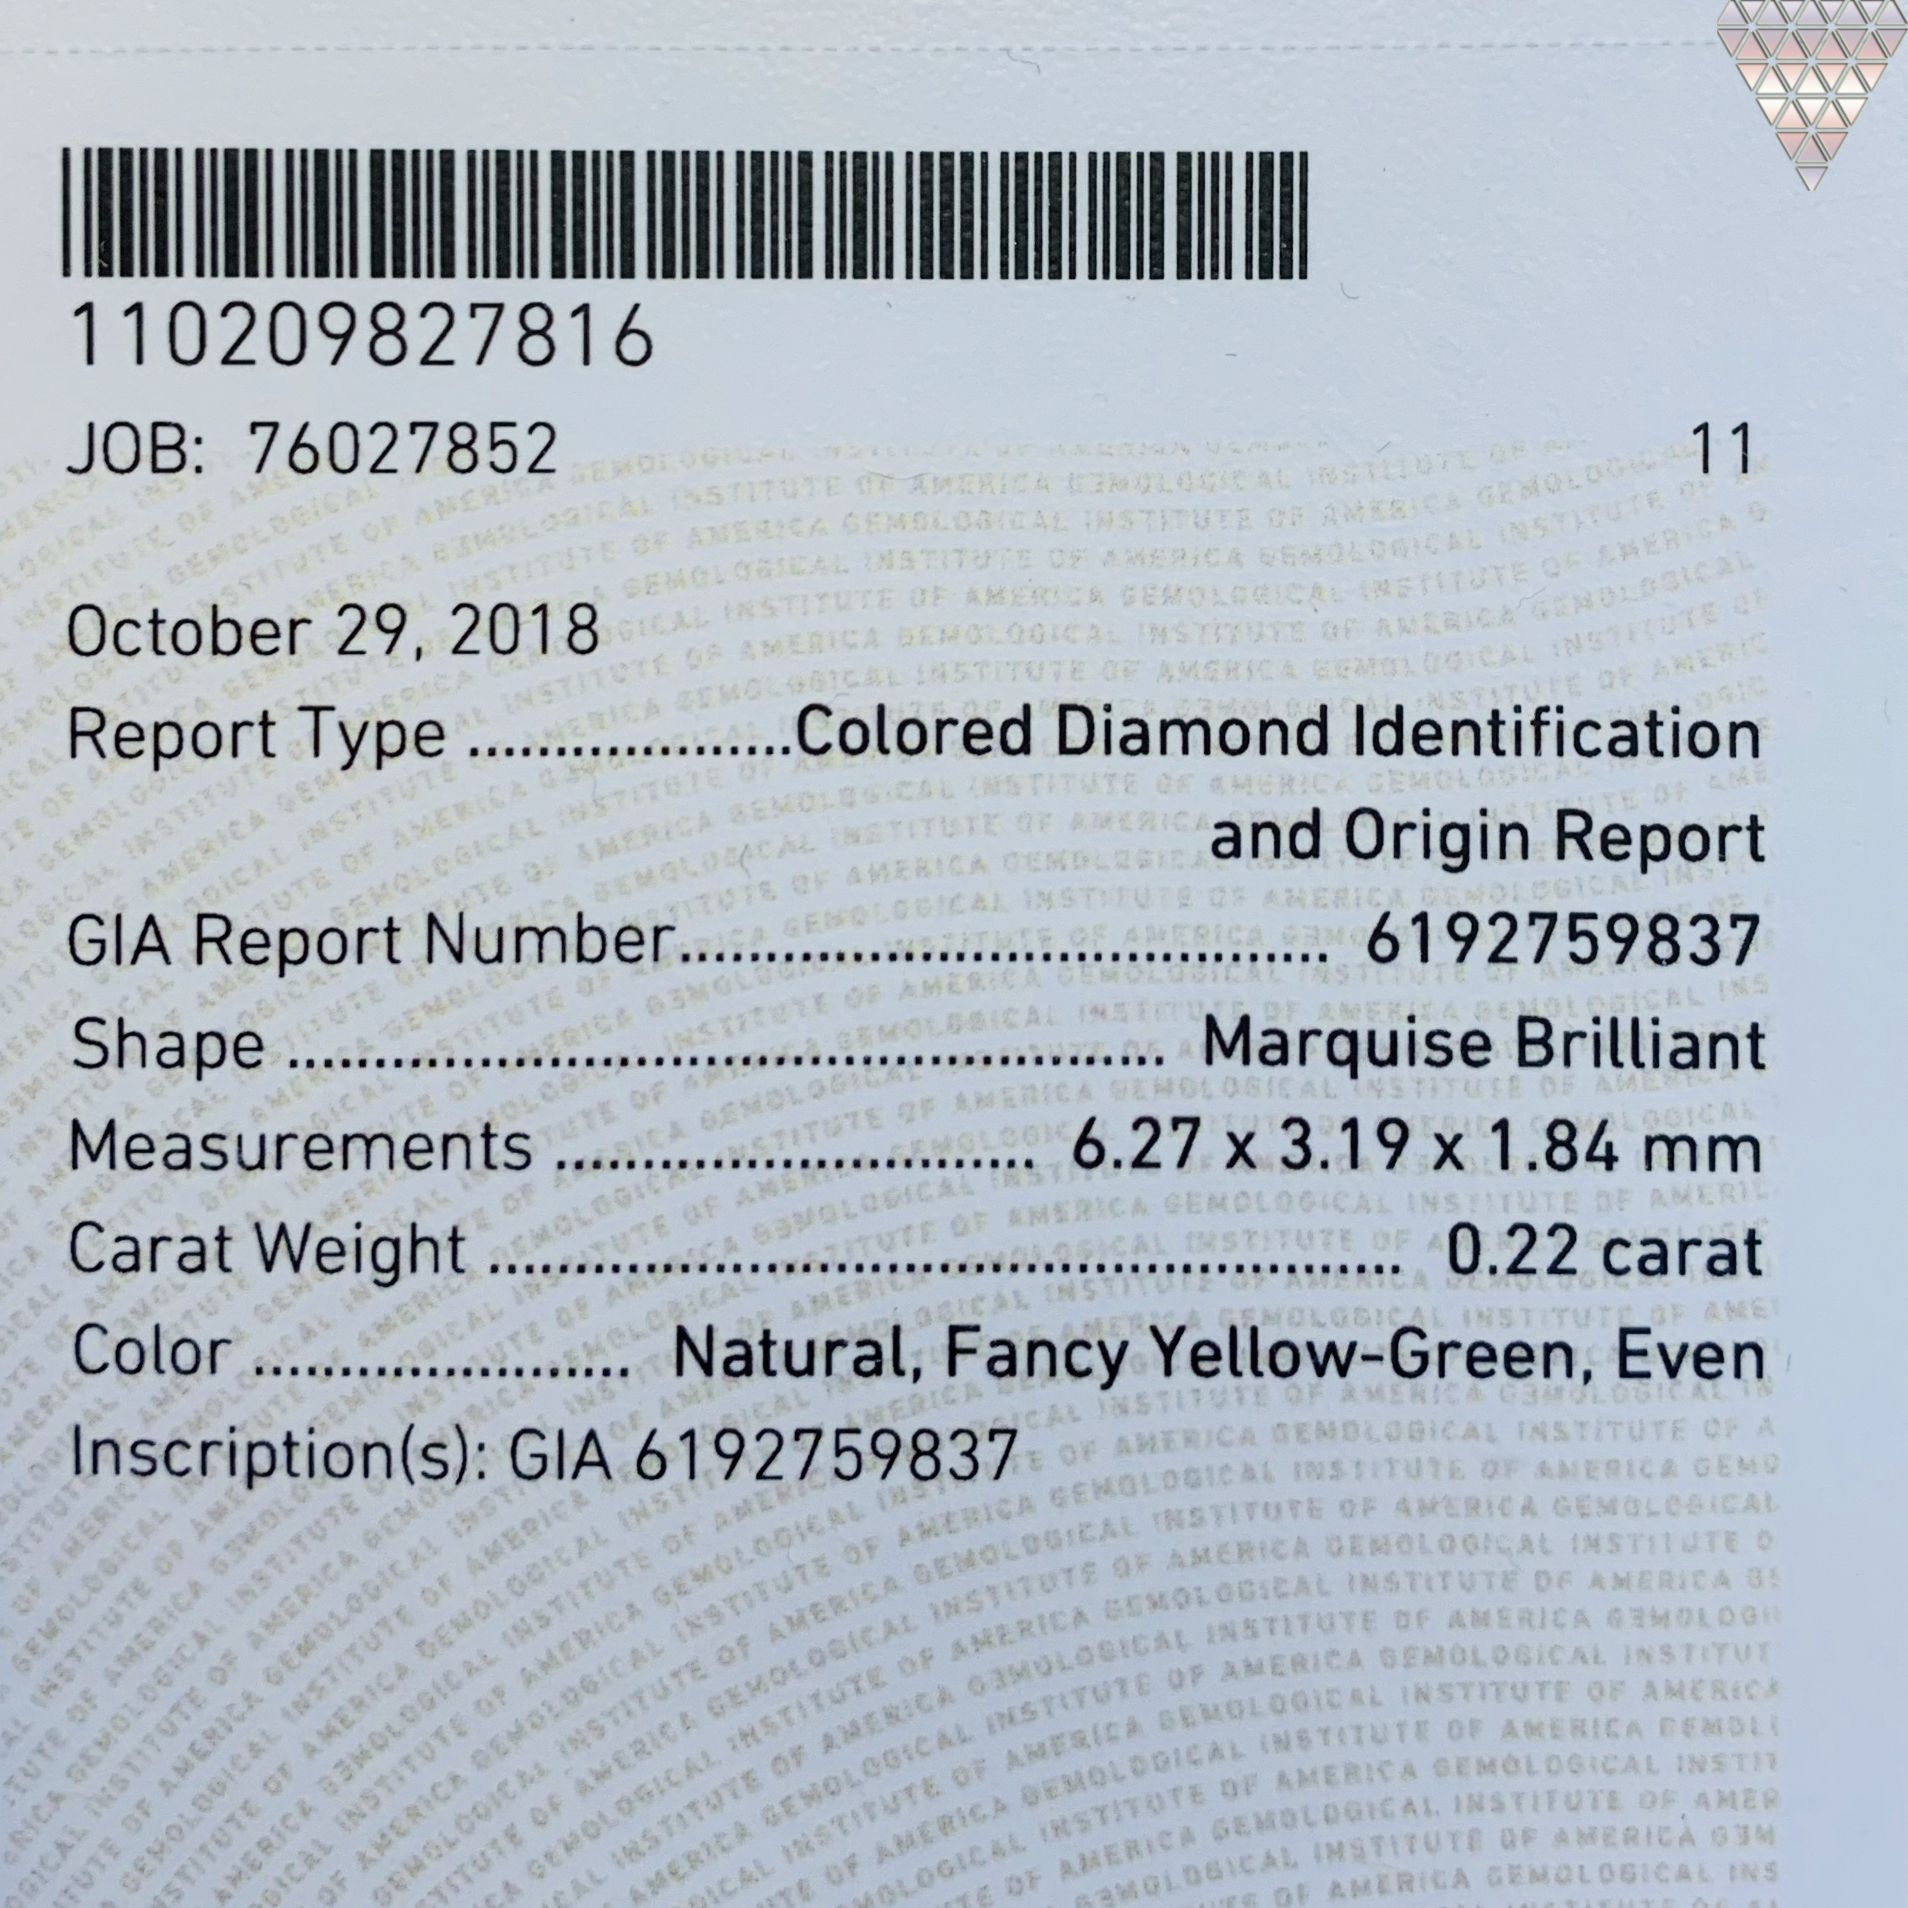 110209827816
JOB: 76027852 11
October 29, 2018
Report Type ...................Colored Diamond Identification
and Origin Report
GIA Report Number.............................................. 6192759837
Shape .............................................................. Marquise Brilliant
Measurements ................................. 6.27 x 3.19 x 1.84 mm
Carat Weight ................................................................ 0.22 carat
Color .......................... Natural, Fancy Yellow-Green, Even
Inscription(s): GIA 6192759837